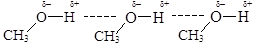 δ– δ+ δ– δ+ δ– δ+
O–H ------ O–H ------ O–H
CH₃ CH₃ CH₃